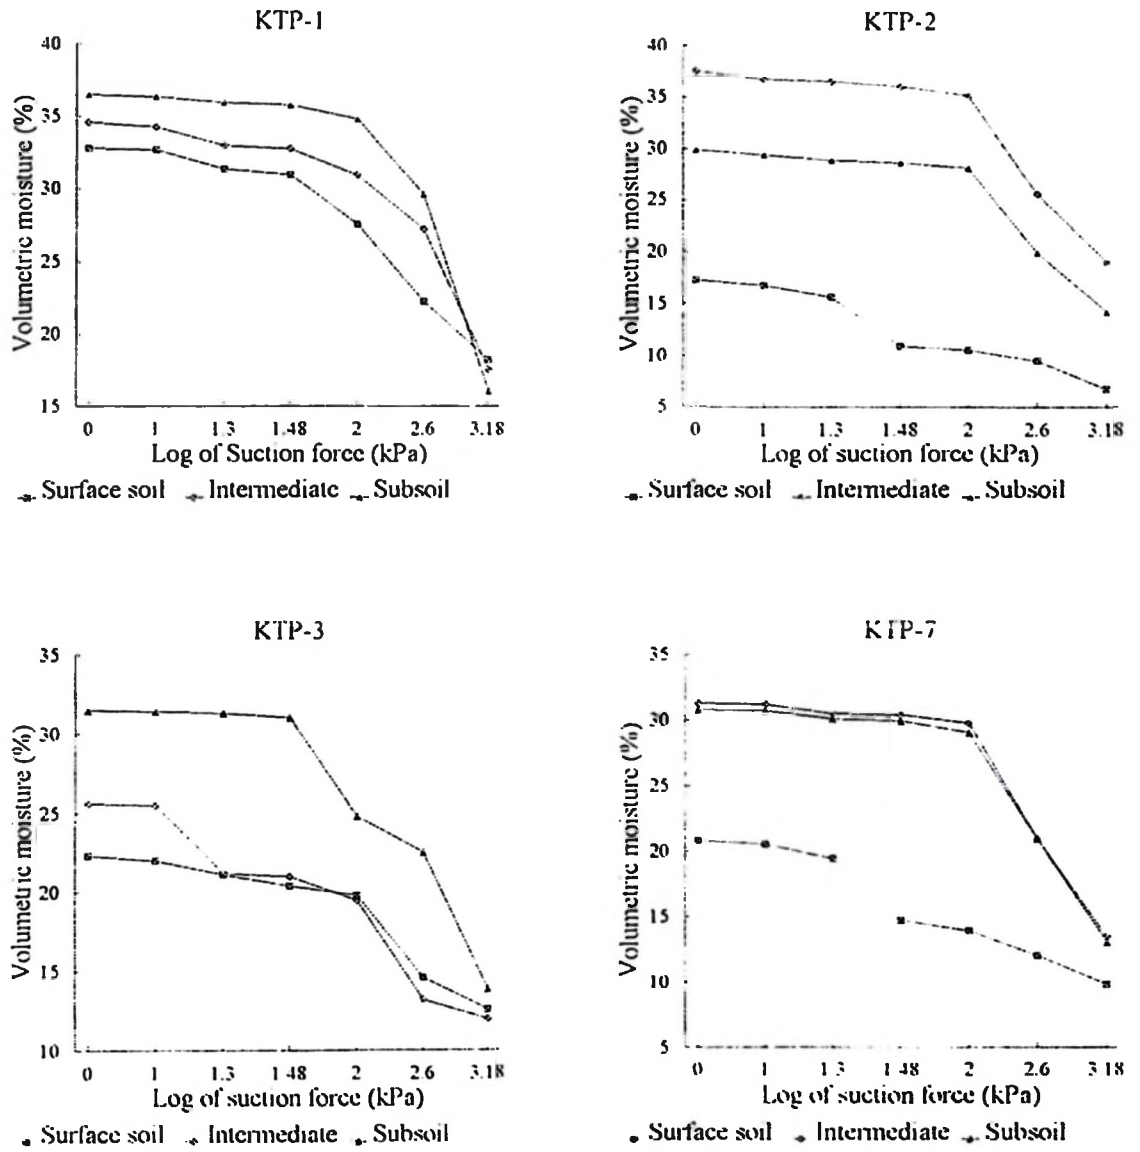 KTP-1
40
35
30
25
20
15
Volumetric moisture (%)
0 1 1.3 1.48 2 2.6 3.18
Log of Suction force (kPa)
Surface soil Intermediate Subsoil
KTP-2
40
35
30
25
20
15
10
5
Volumetric moisture (%)
0 1 1.3 1.48 2 2.6 3.18
Log of suction force (kPa)
Surface soil Intermediate Subsoil
KTP-3
35
30
25
20
15
10
Volumetric moisture (%)
0 1 1.3 1.48 2 2.6 3.18
Log of suction force (kPa)
Surface soil Intermediate Subsoil
KTP-7
35
30
25
20
15
10
5
Volumetric moisture (%)
0 1 1.3 1.48 2 2.6 3.18
Log of suction force (kPa)
Surface soil Intermediate Subsoil